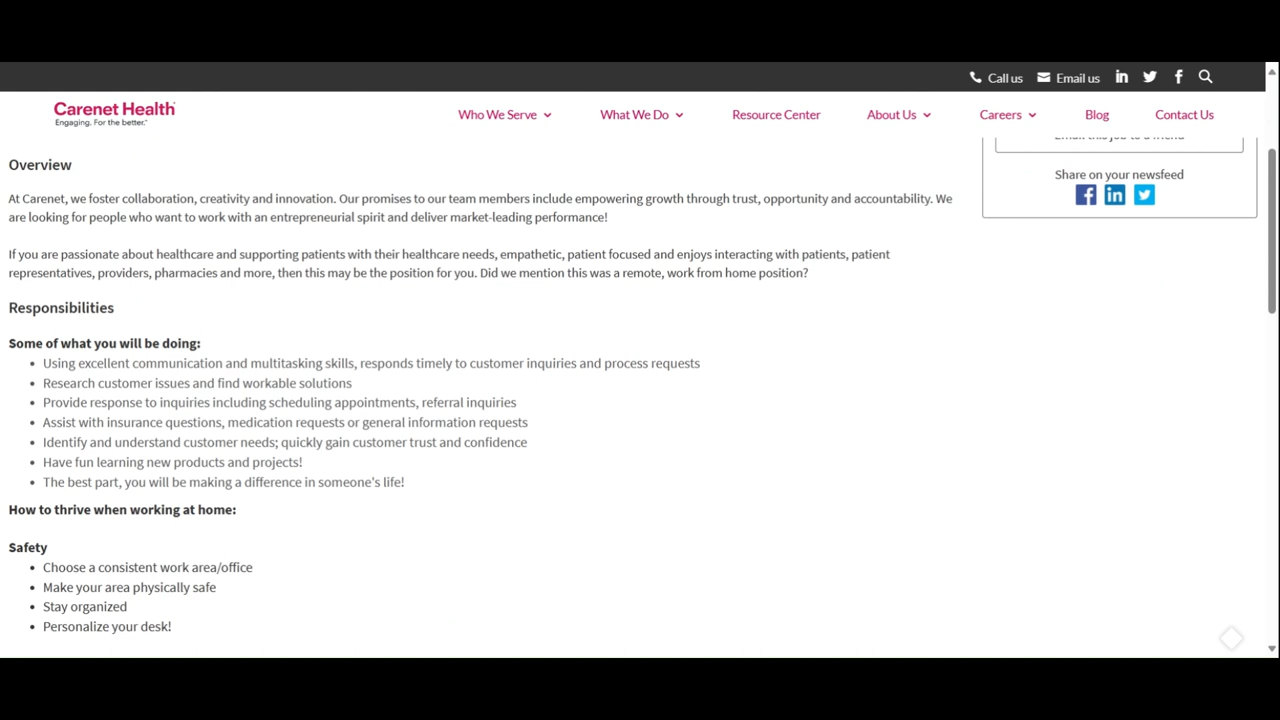 Call us
Email us
Carenet Health
Engaging. For the better.
Who We Serve
What We Do
Resource Center
About Us
Careers
Blog
Contact Us
Email this job to a friend
Share on your newsfeed
Overview
At Carenet, we foster collaboration, creativity and innovation. Our promises to our team members include empowering growth through trust, opportunity and accountability. We
are looking for people who want to work with an entrepreneurial spirit and deliver market-leading performance!
If you are passionate about healthcare and supporting patients with their healthcare needs, empathetic, patient focused and enjoys interacting with patients, patient
representatives, providers, pharmacies and more, then this may be the position for you. Did we mention this was a remote, work from home position?
Responsibilities
Some of what you will be doing:
• Using excellent communication and multitasking skills, responds timely to customer inquiries and process requests
• Research customer issues and find workable solutions
• Provide response to inquiries including scheduling appointments, referral inquiries
• Assist with insurance questions, medication requests or general information requests
• Identify and understand customer needs; quickly gain customer trust and confidence
• Have fun learning new products and projects!
• The best part, you will be making a difference in someone's life!
How to thrive when working at home:
Safety
• Choose a consistent work area/office
• Make your area physically safe
• Stay organized
• Personalize your desk!